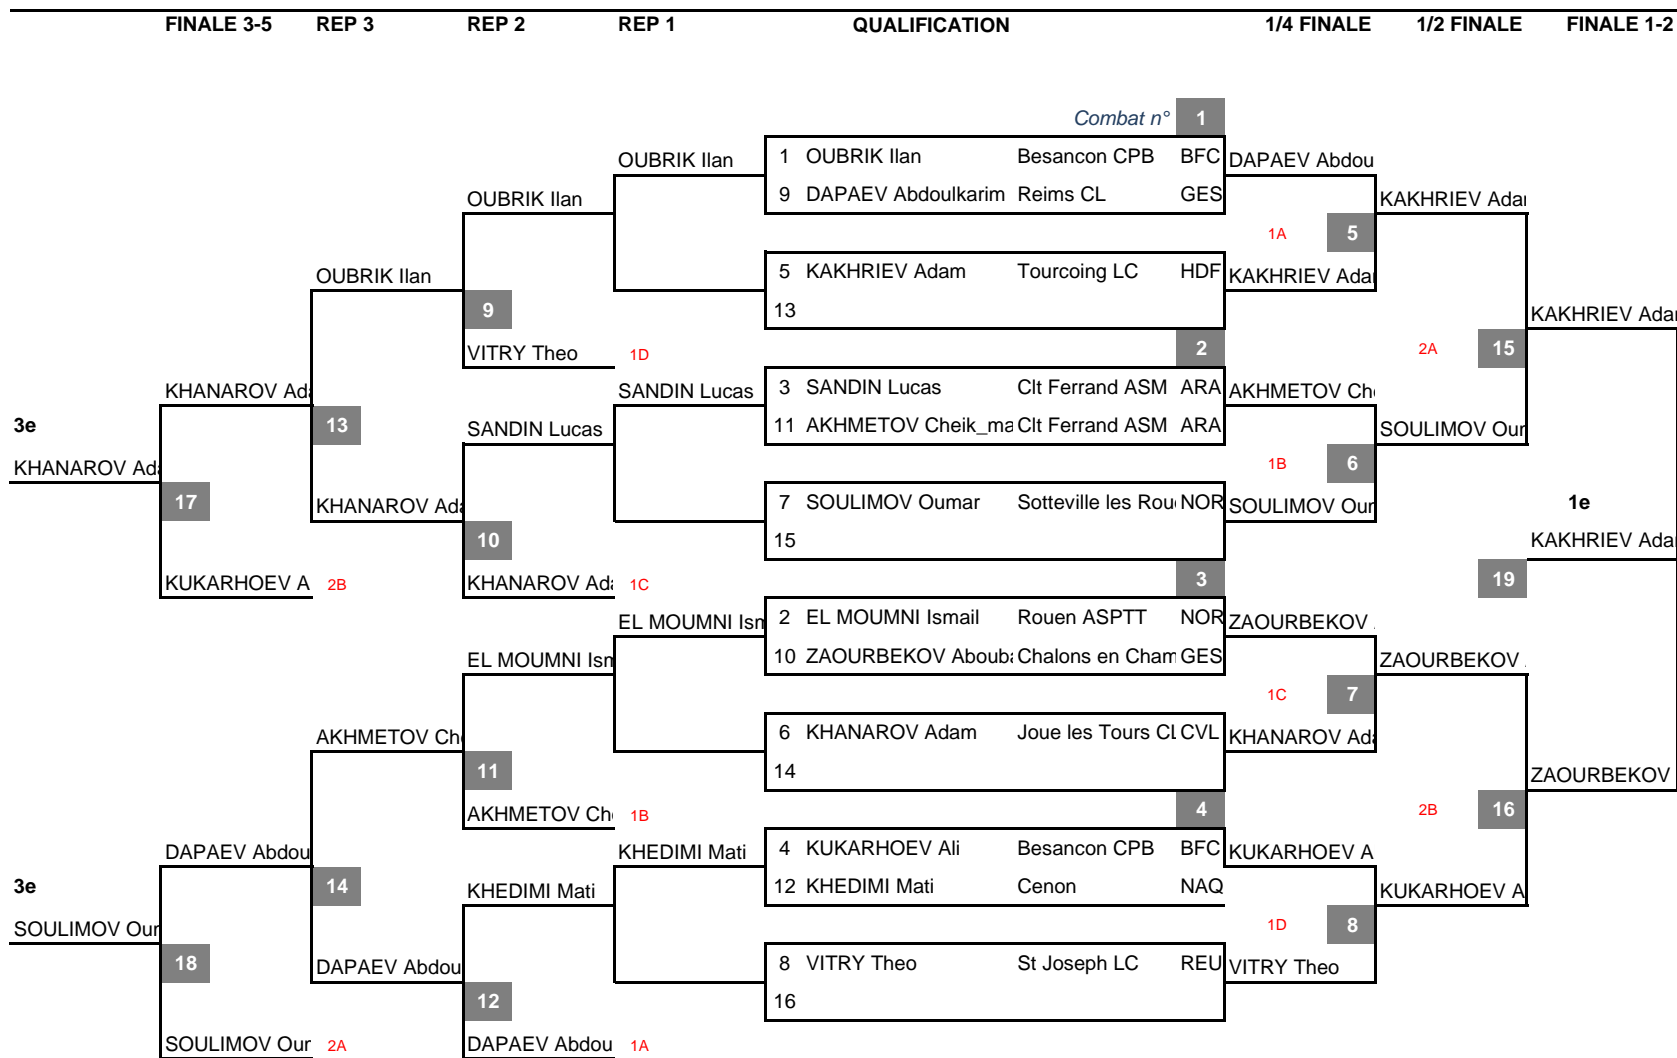 FINALE 3-5 REP 3 REP 2 REP 1 QUALIFICATION 1/4 FINALE 1/2 FINALE FINALE 1-2
Combat n° 1
OUBRIK Ilan 1 OUBRIK Ilan Besancon CPB BFC DAPAEV Abdou
OUBRIK Ilan 9 DAPAEV Abdoulkarim Reims CL GES KAKHRIEV Adar
1A 5
OUBRIK Ilan 5 KAKHRIEV Adam Tourcoing LC HDF KAKHRIEV Adar
9 13 KAKHRIEV Adar
VITRY Theo 1D 2 2A 15
KHANAROV Ada SANDIN Lucas 3 SANDIN Lucas Clt Ferrand ASM ARA AKHMETOV Che
3e 13 SANDIN Lucas 11 AKHMETOV Cheik_ma Clt Ferrand ASM ARA SOULIMOV Our
KHANAROV Ada 1B 6
17 KHANAROV Ada 7 SOULIMOV Oumar Sotteville les Rou NOR SOULIMOV Our 1e
10 15 KAKHRIEV Adar
KUKARHOEV A 2B KHANAROV Ada 1C 3 19
EL MOUMNI Ism 2 EL MOUMNI Ismail Rouen ASPTT NOR ZAOURBEKOV
EL MOUMNI Ism 10 ZAOURBEKOV Abouba Chalons en Cham GES ZAOURBEKOV
1C 7
AKHMETOV Che 6 KHANAROV Adam Joue les Tours CL CVL KHANAROV Ada
11 14 ZAOURBEKOV
AKHMETOV Che 1B 4 2B 16
DAPAEV Abdou KHEDIMI Mati 4 KUKARHOEV Ali Besancon CPB BFC KUKARHOEV A
3e 14 KHEDIMI Mati 12 KHEDIMI Mati Cenon NAQ KUKARHOEV A
SOULIMOV Our 1D 8
18 DAPAEV Abdou 8 VITRY Theo St Joseph LC REU VITRY Theo
12 16
SOULIMOV Our 2A DAPAEV Abdou 1A